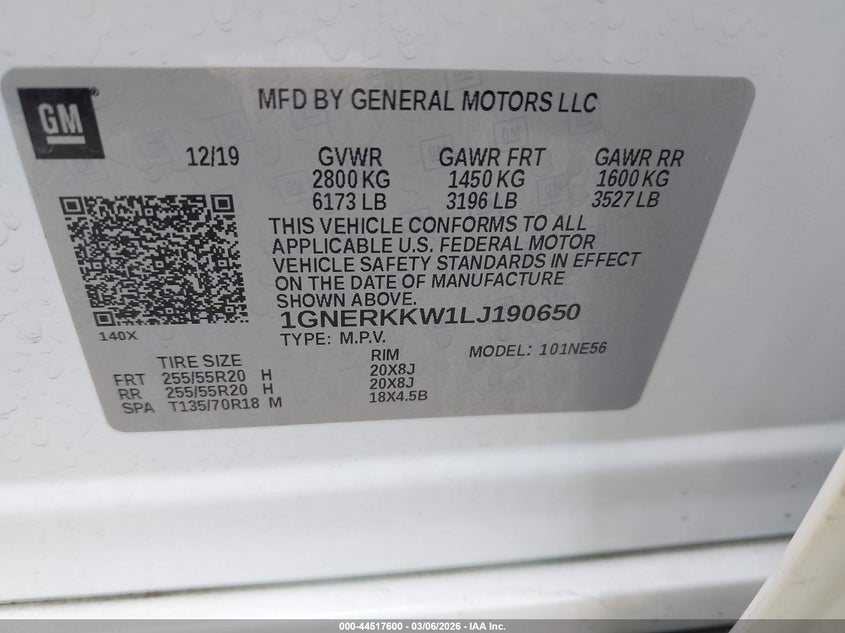 GM
MFD BY GENERAL MOTORS LLC
12/19 GVWR GAWR FRT GAWR RR
2800 KG 1450 KG 1600 KG
6173 LB 3196 LB 3527 LB
THIS VEHICLE CONFORMS TO ALL
APPLICABLE U.S. FEDERAL MOTOR
VEHICLE SAFETY STANDARDS IN EFFECT
ON THE DATE OF MANUFACTURE
SHOWN ABOVE.
1GNERKKW1LJ190650
140X
TYPE: M.P.V. MODEL: 101NE56
TIRE SIZE RIM
FRT 255/55R20 H 20X8J
RR 255/55R20 H 20X8J
SPA T135/70R18 M 18X4.5B
000-44517600 - 03/06/2026 - IAA Inc.